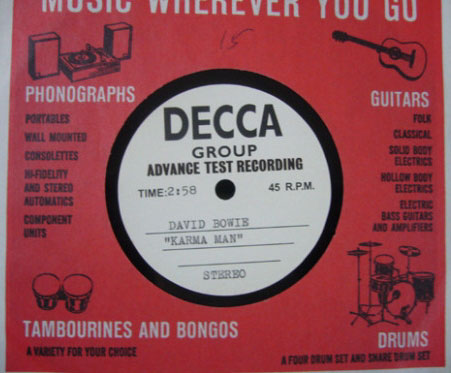 MUSIC WHEREVER YOU GO
15
PHONOGRAPHS
PORTABLES
WALL MOUNTED
CONSOLETTES
HI-FIDELITY
AND STEREO
AUTOMATICS
COMPONENT
UNITS
GUITARS
FOLK
CLASSICAL
SOLID BODY
ELECTRICS
HOLLOW BODY
ELECTRICS
ELECTRIC
BASS GUITARS
AND AMPLIFIERS
DECCA
GROUP
ADVANCE TEST RECORDING
TIME:2:58 45 R.P.M.
DAVID BOWIE
"KARMA MAN"
STEREO
TAMBOURINES AND BONGOS
A VARIETY FOR YOUR CHOICE
DRUMS
A FOUR DRUM SET AND SNARE DRUM SET